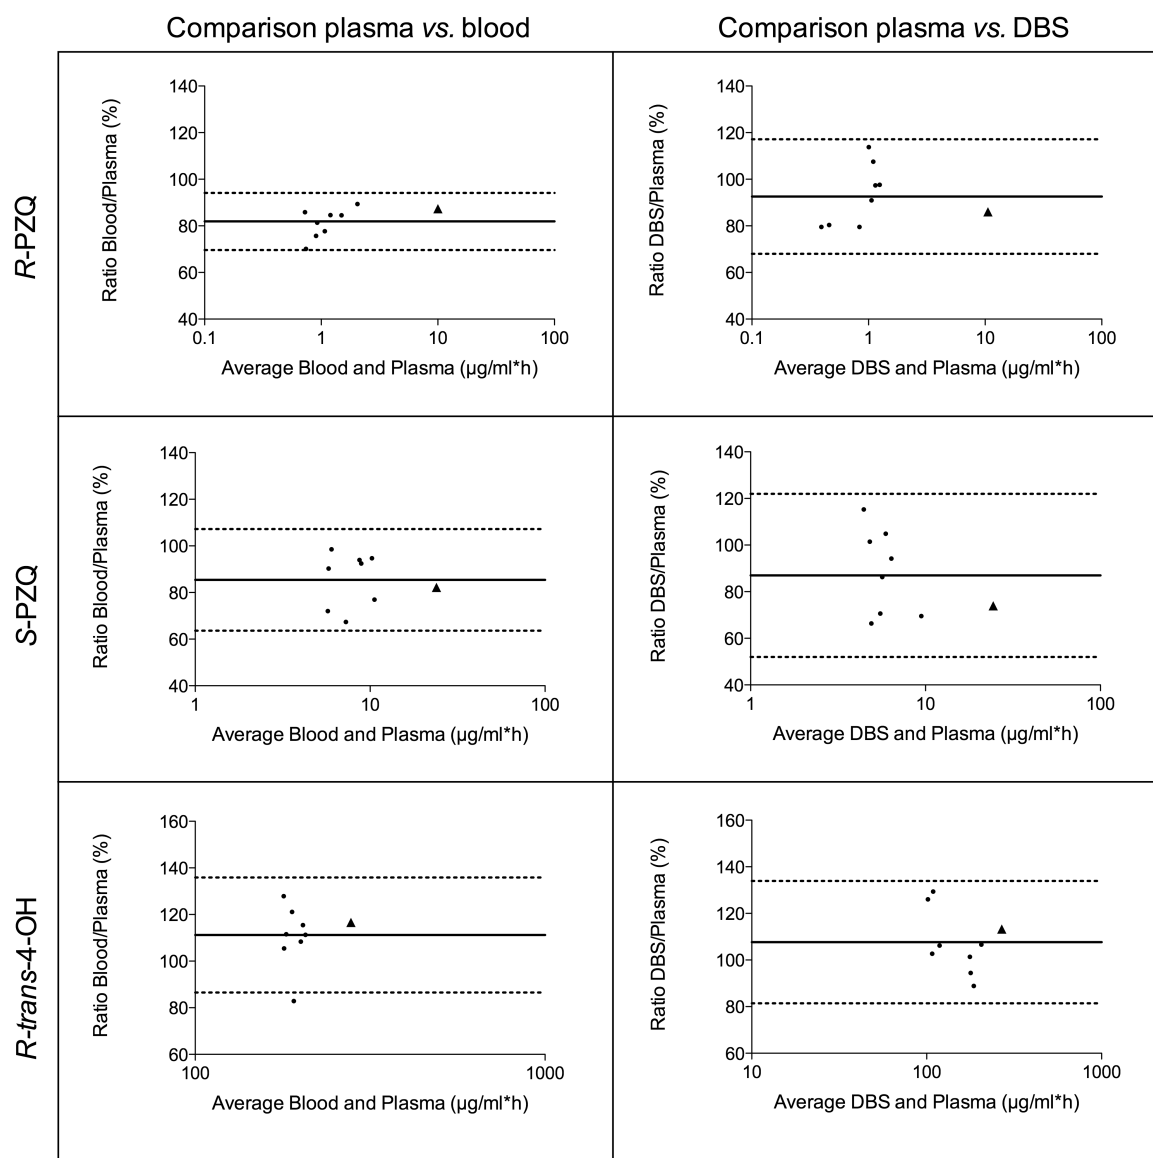 Comparison plasma vs. blood
Comparison plasma vs. DBS
R-PZQ
Ratio Blood/Plasma (%)
140
120
100
80
60
40
0.1 1 10 100
Average Blood and Plasma (µg/ml*h)
Ratio DBS/Plasma (%)
140
120
100
80
60
40
0.1 1 10 100
Average DBS and Plasma (µg/ml*h)
S-PZQ
Ratio Blood/Plasma (%)
140
120
100
80
60
40
1 10 100
Average Blood and Plasma (µg/ml*h)
Ratio DBS/Plasma (%)
140
120
100
80
60
40
1 10 100
Average DBS and Plasma (µg/ml*h)
R-trans-4-OH
Ratio Blood/Plasma (%)
160
140
120
100
80
60
100 1000
Average Blood and Plasma (µg/ml*h)
Ratio DBS/Plasma (%)
160
140
120
100
80
60
10 100 1000
Average DBS and Plasma (µg/ml*h)